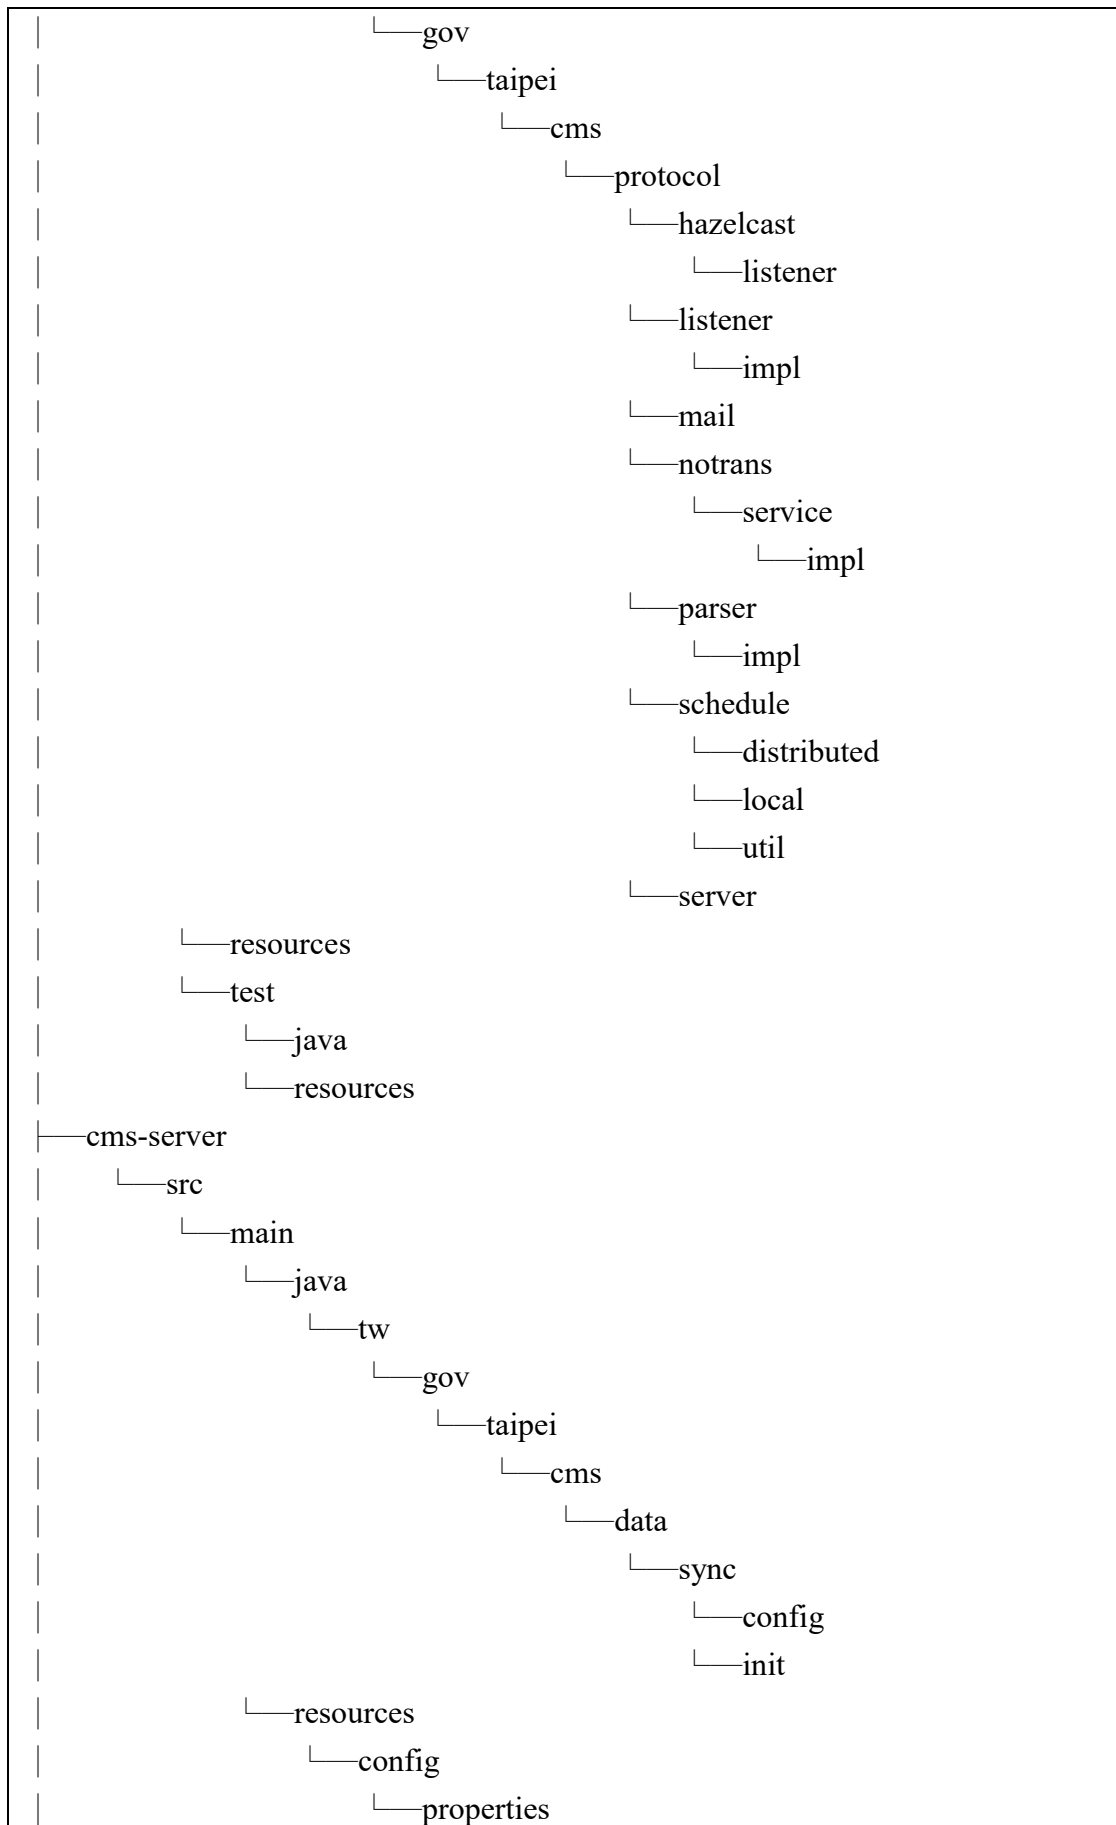 │ └──gov
│ └──taipei
│ └──cms
│ └──protocol
│ └──hazelcast
│ └──listener
│ └──listener
│ └──impl
│ └──mail
│ └──notrans
│ └──service
│ └──impl
│ └──parser
│ └──impl
│ └──schedule
│ └──distributed
│ └──local
│ └──util
│ └──server
│ └──resources
│ └──test
│ └──java
│ └──resources
├──cms-server
│ └──src
│ └──main
│ └──java
│ └──tw
│ └──gov
│ └──taipei
│ └──cms
│ └──data
│ └──sync
│ └──config
│ └──init
│ └──resources
│ └──config
│ └──properties